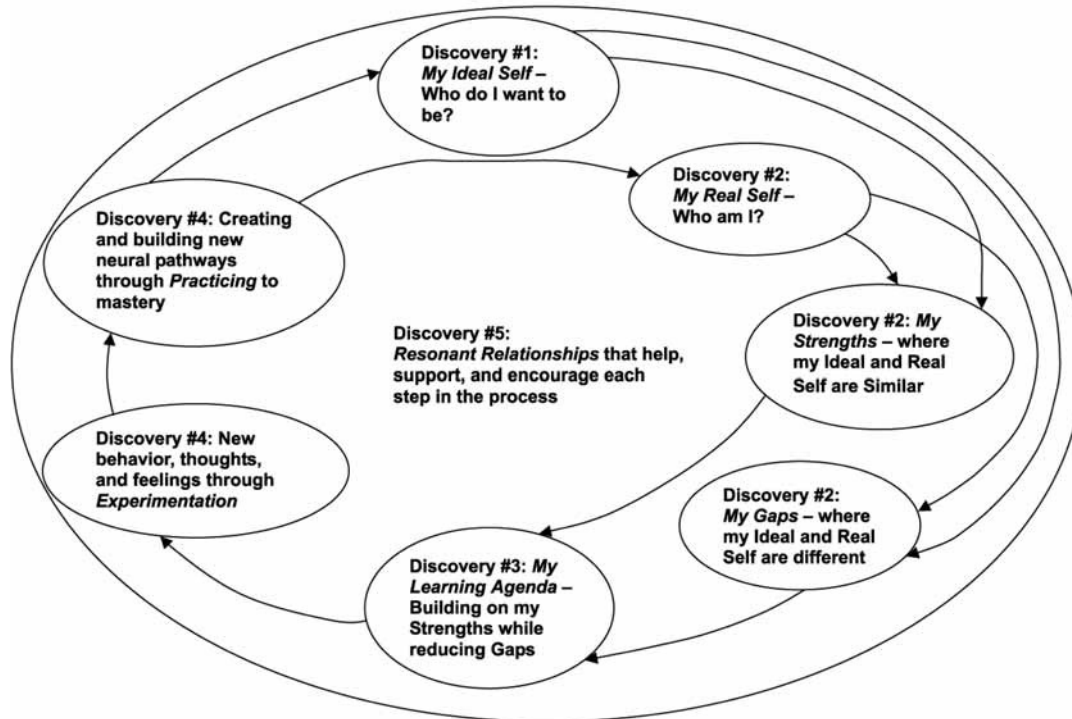 Discovery #1:
My Ideal Self –
Who do I want to
be?
Discovery #2:
My Real Self –
Who am I?
Discovery #2: My
Strengths – where
my Ideal and Real
Self are Similar
Discovery #2:
My Gaps – where
my Ideal and Real
Self are different
Discovery #3: My
Learning Agenda –
Building on my
Strengths while
reducing Gaps
Discovery #4: New
behavior, thoughts,
and feelings through
Experimentation
Discovery #4: Creating
and building new
neural pathways
through Practicing to
mastery
Discovery #5:
Resonant Relationships that help,
support, and encourage each
step in the process